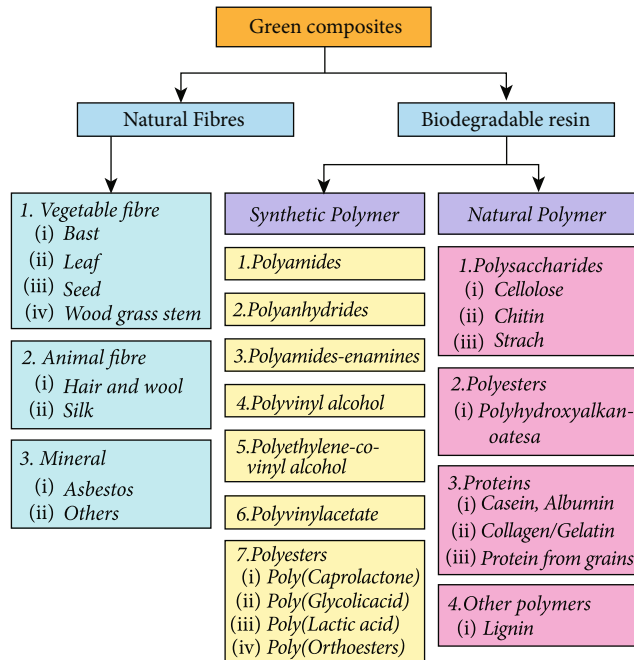 Green composites
Natural Fibres
Biodegradable resin
1. Vegetable fibre
(i) Bast
(ii) Leaf
(iii) Seed
(iv) Wood grass stem
2. Animal fibre
(i) Hair and wool
(ii) Silk
3. Mineral
(i) Asbestos
(ii) Others
Synthetic Polymer
1.Polyamides
2.Polyanhydrides
3.Polyamides-enamines
4.Polyvinyl alcohol
5.Polyethylene-co-
vinyl alcohol
6.Polyvinylacetate
7.Polyesters
(i) Poly(Caprolactone)
(ii) Poly(Glycolicacid)
(iii) Poly(Lactic acid)
(iv) Poly(Orthoesters)
Natural Polymer
1.Polysaccharides
(i) Cellolose
(ii) Chitin
(iii) Strach
2.Polyesters
(i) Polyhydroxyalkan-
oatesa
3.Proteins
(i) Casein, Albumin
(ii) Collagen/Gelatin
(iii) Protein from grains
4.Other polymers
(i) Lignin